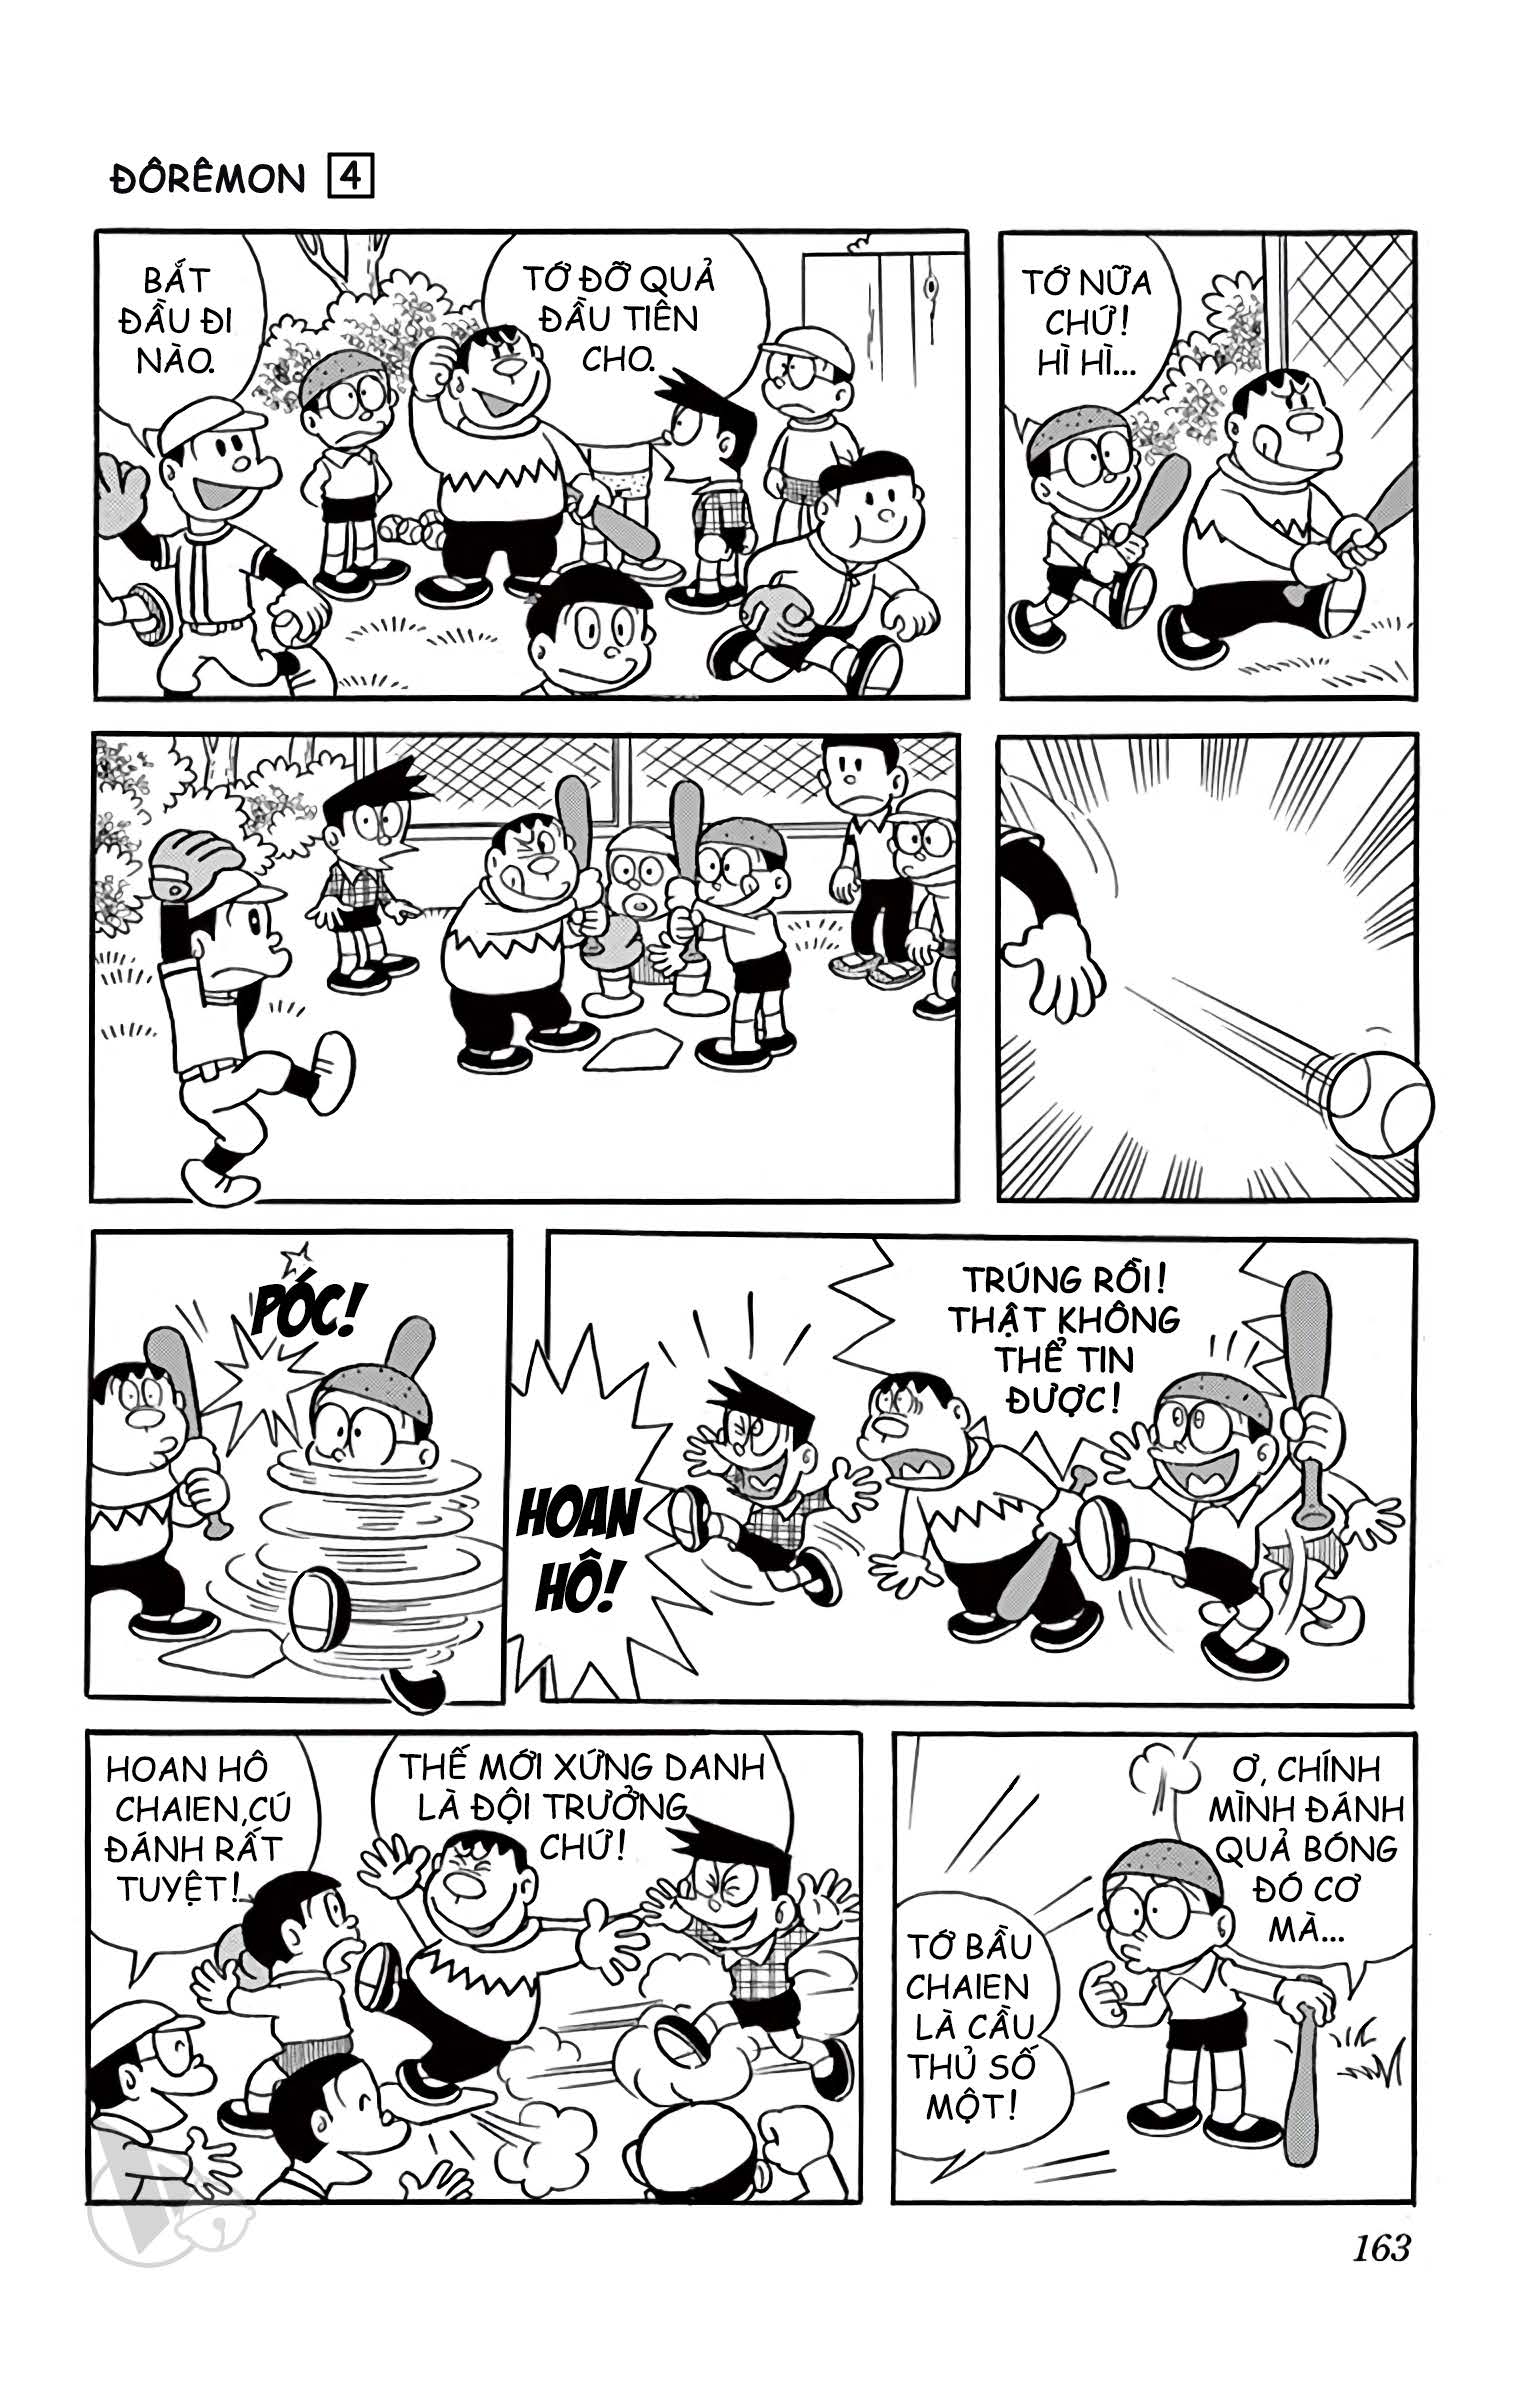 ĐÔRÊMON 4
BẮT
ĐẦU ĐI
NÀO.
TỚ ĐỠ QUẢ
ĐẦU TIÊN
CHO.
TỚ NỮA
CHỨ!
HÌ HÌ...
PÓC!
HOAN
HÔ!
TRÚNG RỒI!
THẬT KHÔNG
THỂ TIN
ĐƯỢC!
HOAN HÔ
CHAIEN,CÚ
ĐÁNH RẤT
TUYỆT!
THẾ MỚI XỨNG DANH
LÀ ĐỘI TRƯỞNG
CHỨ!
Ơ, CHÍNH
MÌNH ĐÁNH
QUẢ BÓNG
ĐÓ CƠ
MÀ...
TỚ BẦU
CHAIEN
LÀ CẦU
THỦ SỐ
MỘT!
163